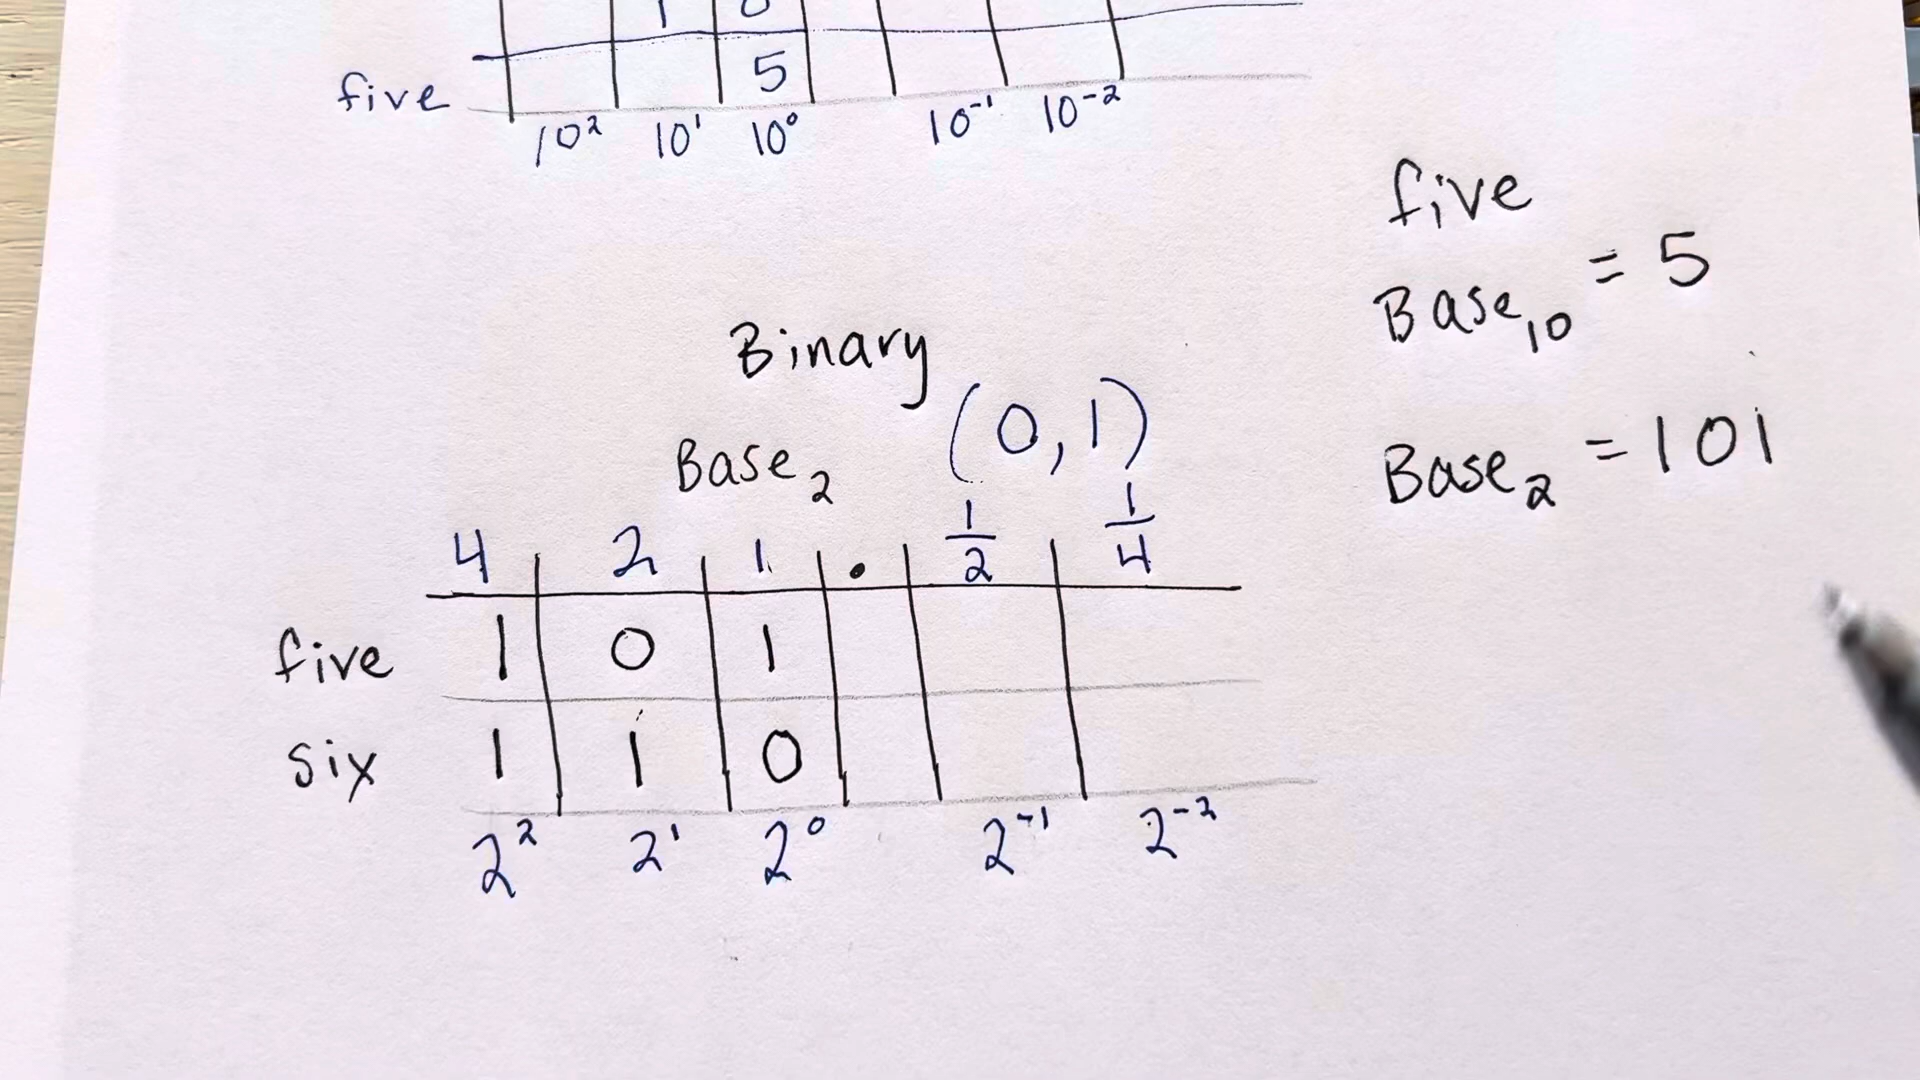 five 5
10² 10¹ 10⁰ 10⁻¹ 10⁻²
five
Base₁₀ = 5
Base₂ = 101
Binary
Base₂ (0,1)
4 2 1 . 1/2 1/4
five 1 0 1
six 1 1 0
2² 2¹ 2⁰ 2⁻¹ 2⁻²